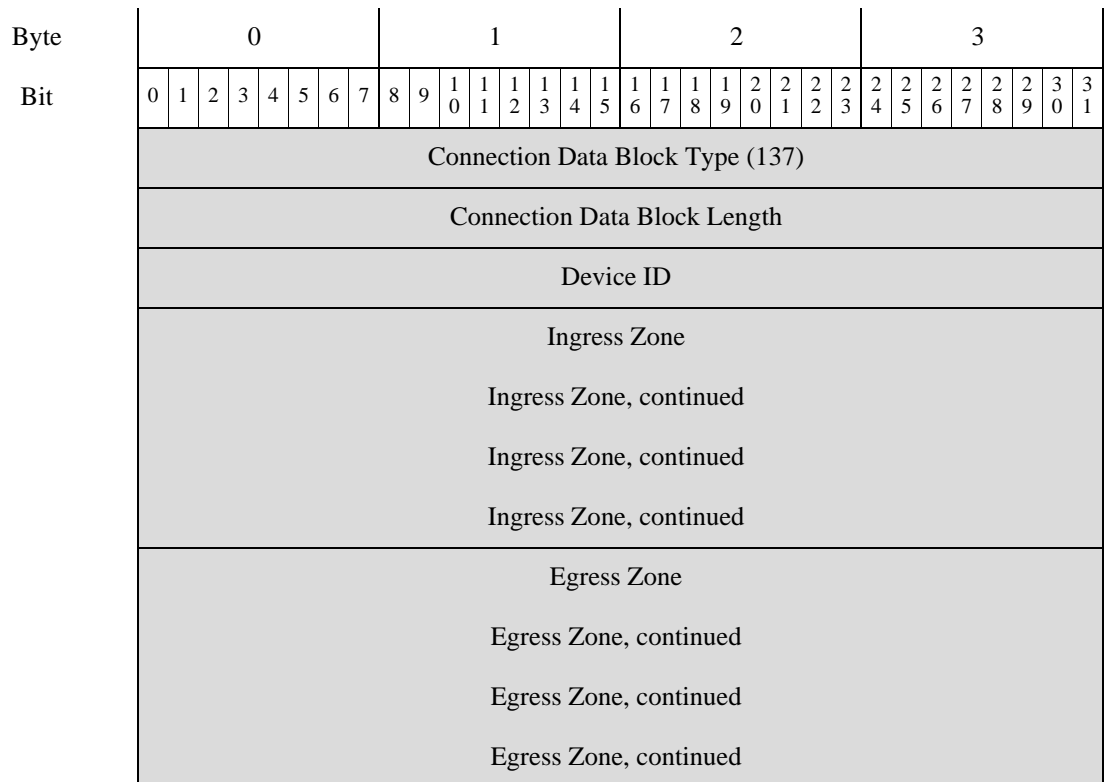 Byte 0 1 2 3
Bit 0 1 2 3 4 5 6 7 8 9 10 11 12 13 14 15 16 17 18 19 20 21 22 23 24 25 26 27 28 29 30 31
Connection Data Block Type (137)
Connection Data Block Length
Device ID
Ingress Zone
Ingress Zone, continued
Ingress Zone, continued
Ingress Zone, continued
Egress Zone
Egress Zone, continued
Egress Zone, continued
Egress Zone, continued